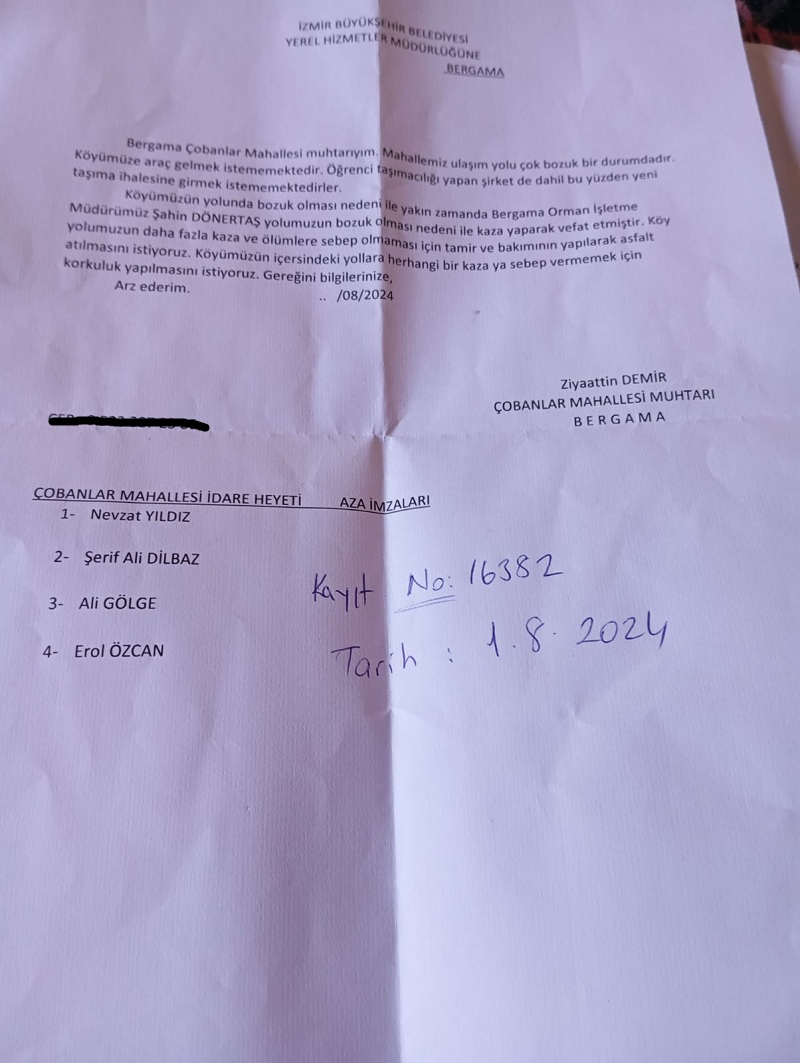 İZMİR BÜYÜKŞEHİR BELEDİYESİ
YEREL HİZMETLER MÜDÜRLÜĞÜNE
BERGAMA
Bergama Çobanlar Mahallesi muhtarıyım. Mahallemiz ulaşım yolu çok bozuk bir durumdadır.
Köyümüze araç gelmek istememektedir. Öğrenci taşımacılığı yapan şirket de dahil bu yüzden yeni
taşıma ihalesine girmek istememektedirler.
Köyümüzün yolunda bozuk olması nedeni ile yakın zamanda Bergama Orman İşletme
Müdürümüz Şahin DÖNERTAŞ yolumuzun bozuk olması nedeni ile kaza yaparak vefat etmiştir. Köy
yolumuzun daha fazla kaza ve ölümlere sebep olmaması için tamir ve bakımının yapılarak asfalt
atılmasını istiyoruz. Köyümüzün içersindeki yollara herhangi bir kaza ya sebep vermemek için
korkuluk yapılmasını istiyoruz. Gereğini bilgilerinize,
Arz ederim.
.. /08/2024
Ziyaattin DEMİR
ÇOBANLAR MAHALLESİ MUHTARI
B E R G A M A
ÇOBANLAR MAHALLESİ İDARE HEYETİ AZA İMZALARI
1- Nevzat YILDIZ
2- Şerif Ali DİLBAZ
3- Ali GÖLGE
4- Erol ÖZCAN
Kayıt No: 16382
Tarih : 1.8.2024